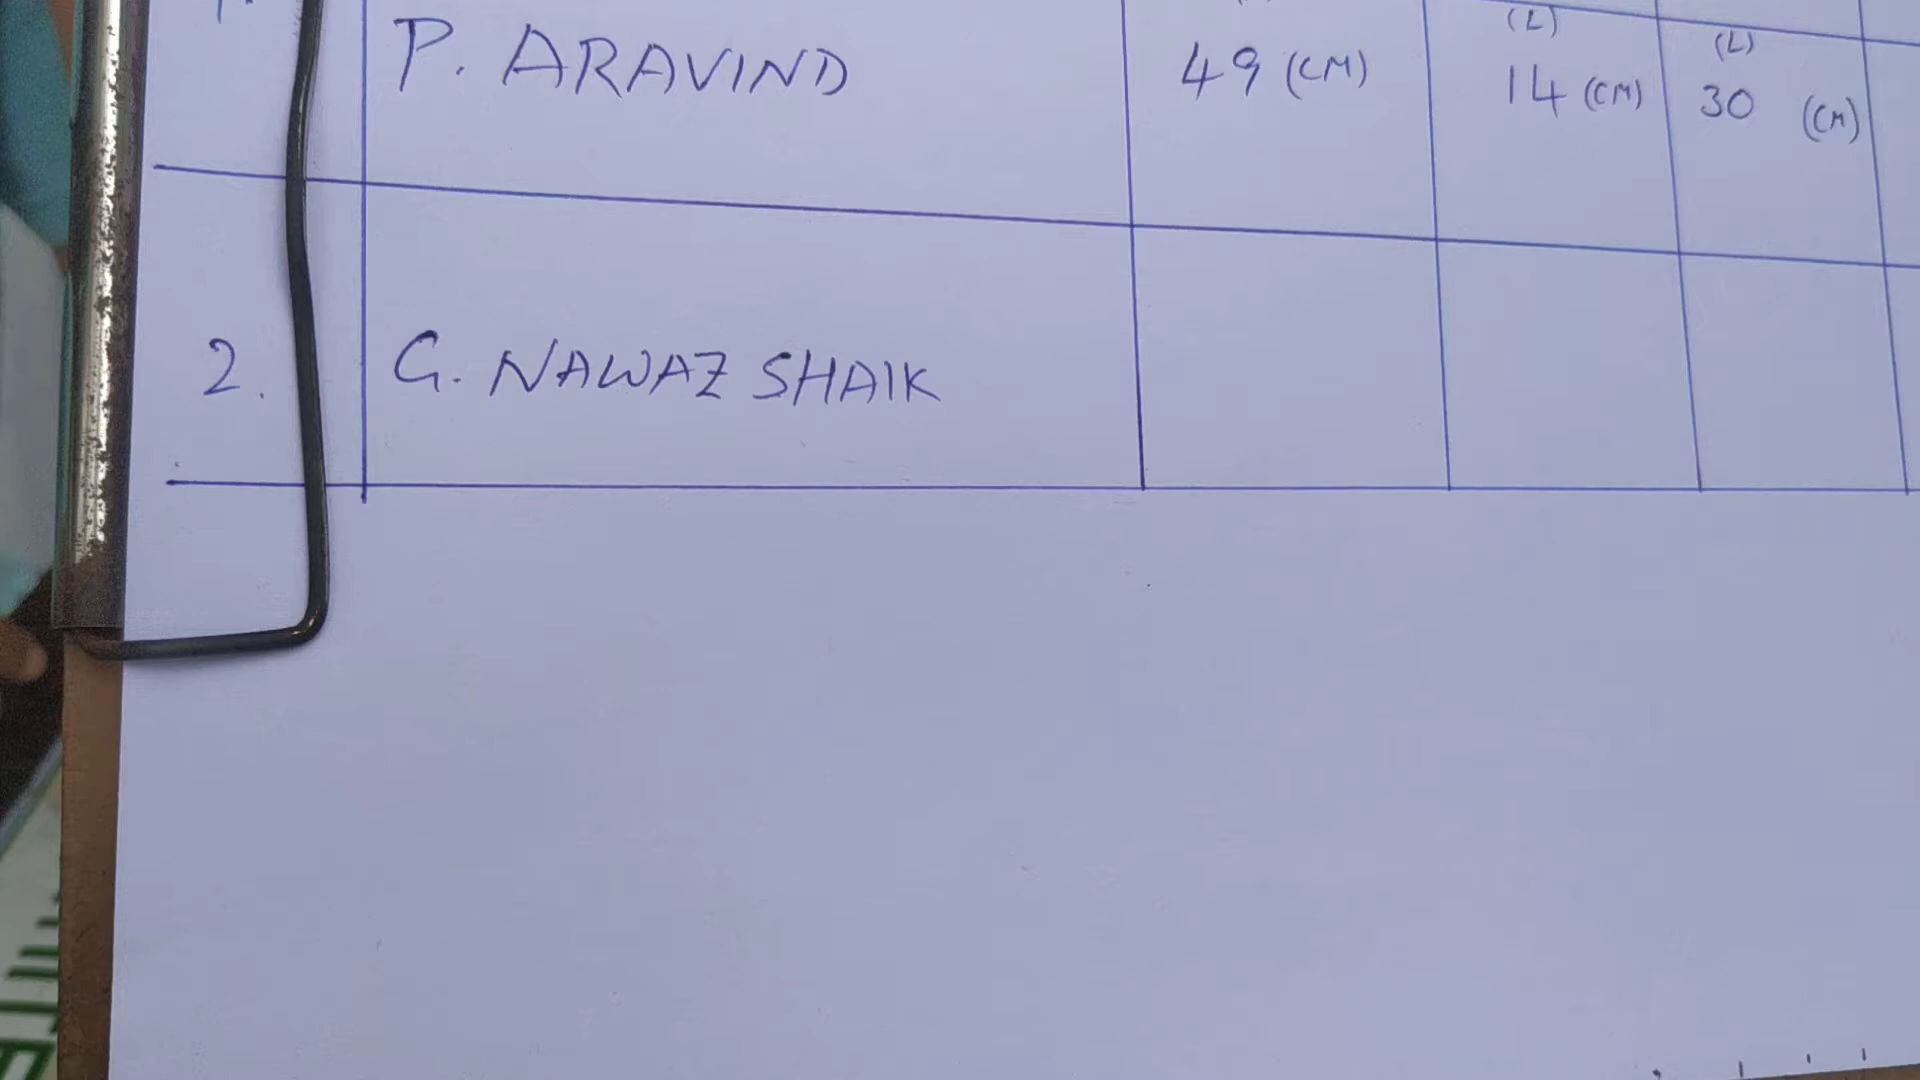 (L) (L)
P. ARAVIND 49 (CM) 14 (CM) 30 (CM)
2. G. NAWAZ SHAIK